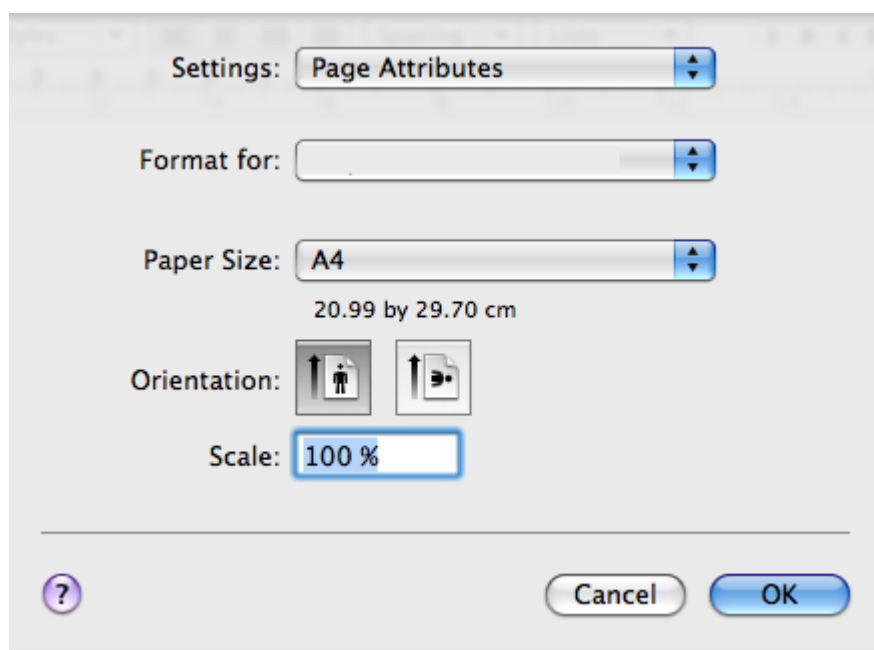 Settings: Page Attributes
Format for:
Paper Size: A4
20.99 by 29.70 cm
Orientation:
Scale: 100 %
? Cancel OK